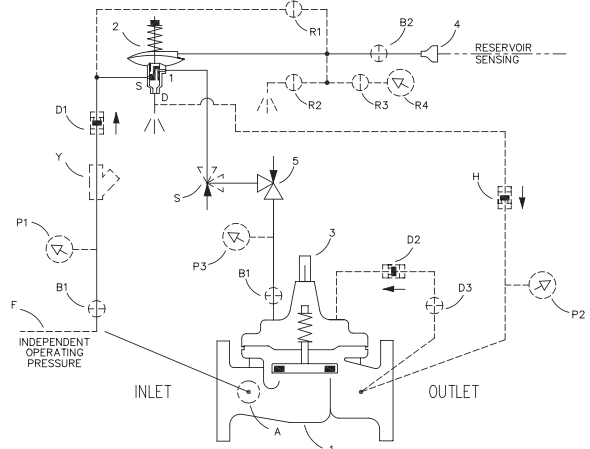 R1
2
B2
4
RESERVOIR
SENSING
S
1
D
D1
R2
R3
R4
Y
5
S
H
P1
P3
3
D2
B1
B1
D3
F
P2
INDEPENDENT
OPERATING
PRESSURE
INLET
OUTLET
A